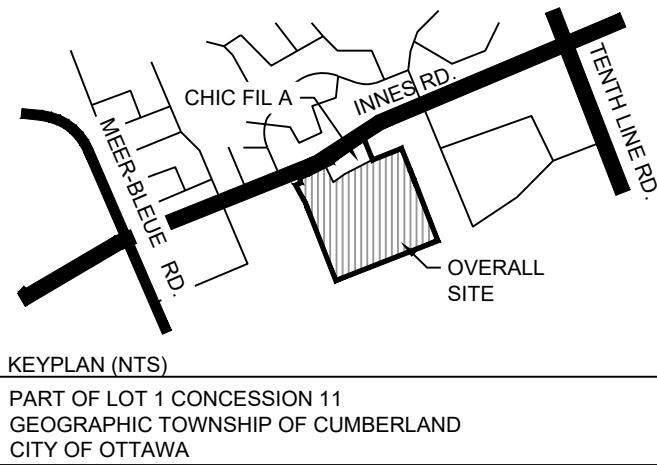 CHIC FIL A
INNES RD.
TENTH LINE RD.
MEER-BLEUE RD.
OVERALL
SITE
KEYPLAN (NTS)
PART OF LOT 1 CONCESSION 11
GEOGRAPHIC TOWNSHIP OF CUMBERLAND
CITY OF OTTAWA